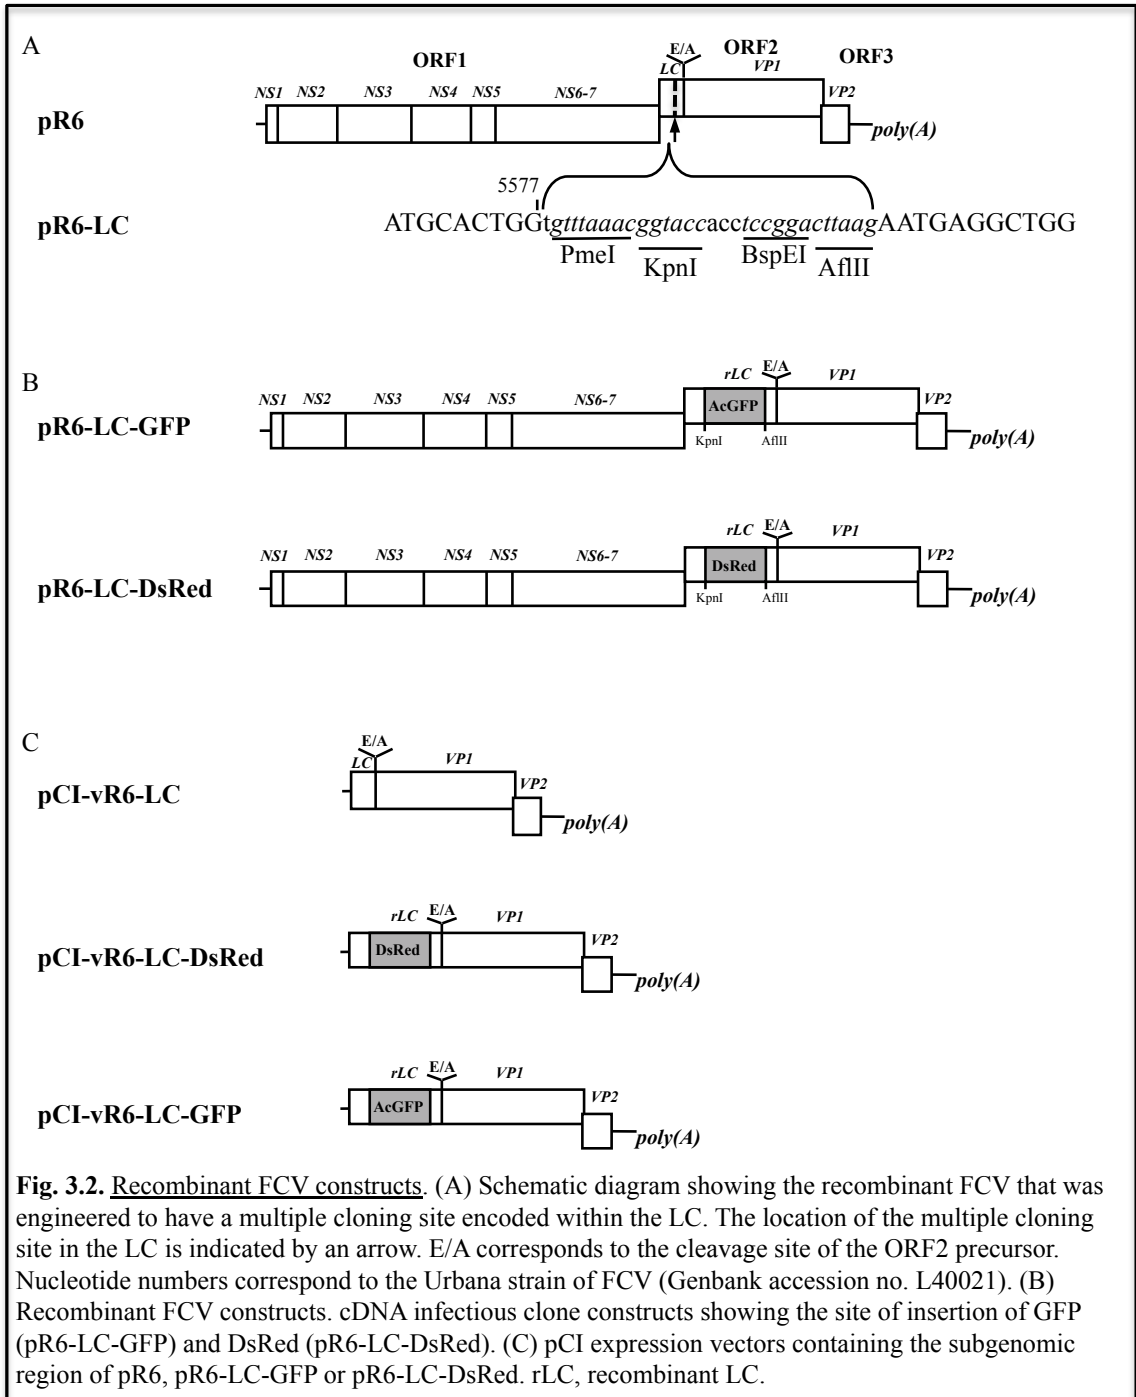 A
E/A
ORF1 ORF2 ORF3
LC VP1
NS1 NS2 NS3 NS4 NS5 NS6-7 VP2
pR6
poly(A)
5577
pR6-LC
ATGCACTGGtgtttaaacggtaccacctccggacttaagAATGAGGCTGG
PmeI KpnI BspEI AflII
B
rLC E/A VP1
NS1 NS2 NS3 NS4 NS5 NS6-7 VP2
pR6-LC-GFP
AcGFP
KpnI AflII
poly(A)
rLC E/A VP1
NS1 NS2 NS3 NS4 NS5 NS6-7 VP2
pR6-LC-DsRed
DsRed
KpnI AflII
poly(A)
C
E/A
LC VP1
VP2
pCI-vR6-LC
poly(A)
rLC E/A VP1
VP2
pCI-vR6-LC-DsRed
DsRed
poly(A)
rLC E/A VP1
VP2
pCI-vR6-LC-GFP
AcGFP
poly(A)
Fig. 3.2. Recombinant FCV constructs. (A) Schematic diagram showing the recombinant FCV that was
engineered to have a multiple cloning site encoded within the LC. The location of the multiple cloning
site in the LC is indicated by an arrow. E/A corresponds to the cleavage site of the ORF2 precursor.
Nucleotide numbers correspond to the Urbana strain of FCV (Genbank accession no. L40021). (B)
Recombinant FCV constructs. cDNA infectious clone constructs showing the site of insertion of GFP
(pR6-LC-GFP) and DsRed (pR6-LC-DsRed). (C) pCI expression vectors containing the subgenomic
region of pR6, pR6-LC-GFP or pR6-LC-DsRed. rLC, recombinant LC.